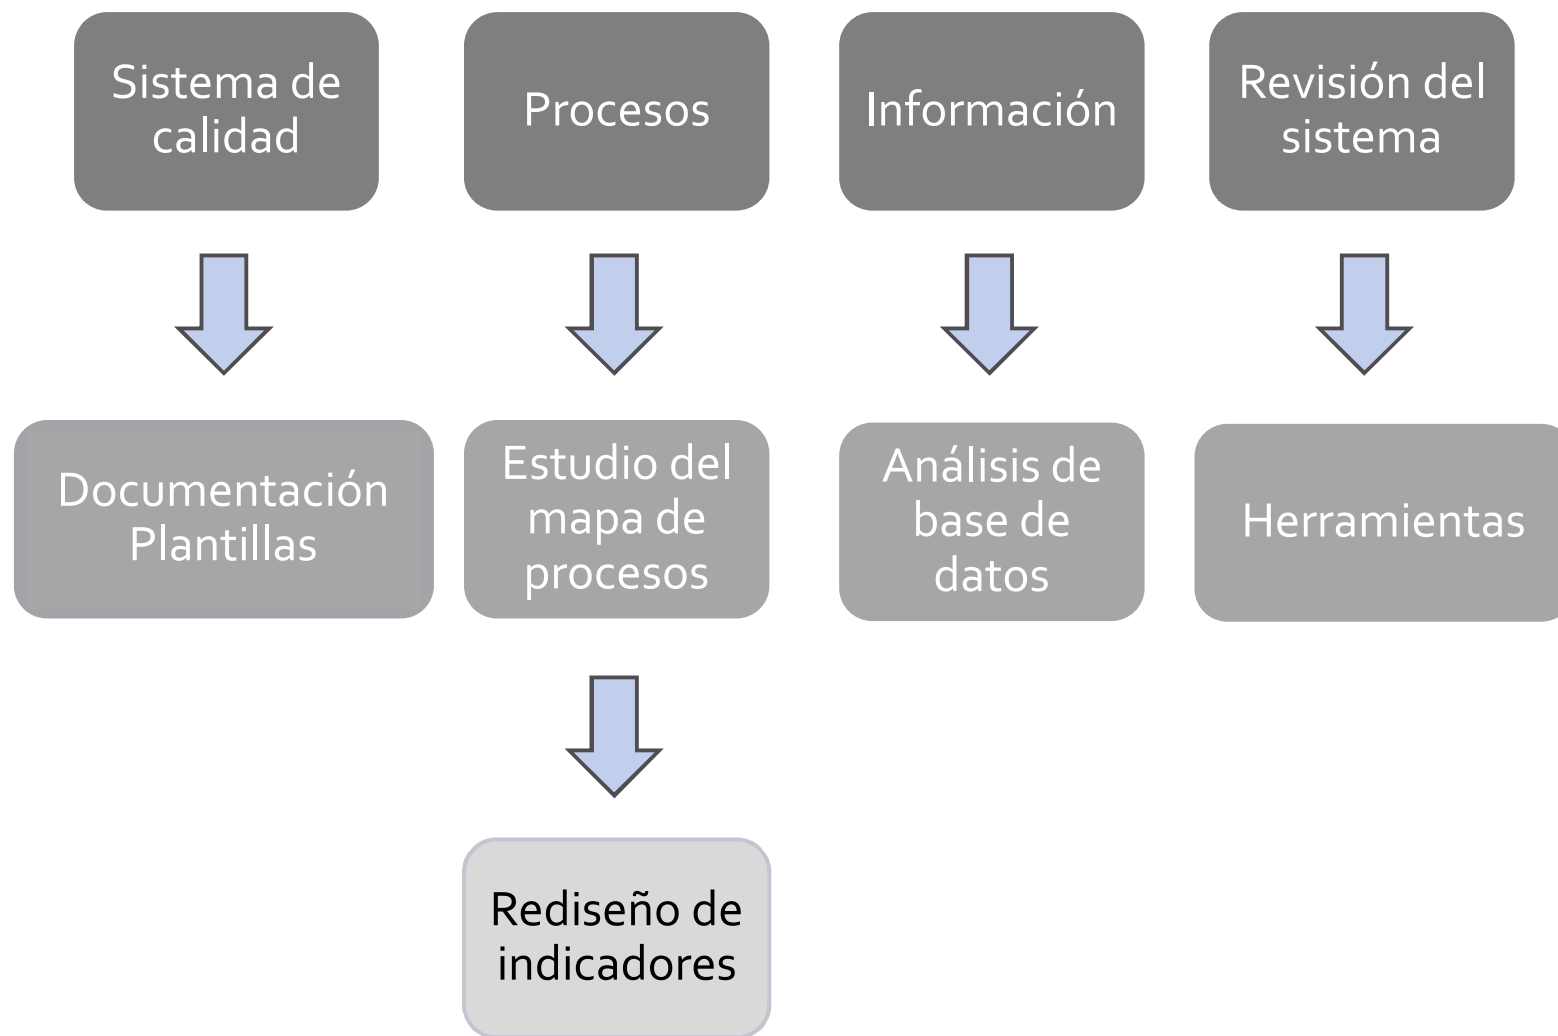 Sistema de
calidad
Procesos
Información
Revisión del
sistema
Documentación
Plantillas
Estudio del
mapa de
procesos
Análisis de
base de
datos
Herramientas
Rediseño de
indicadores